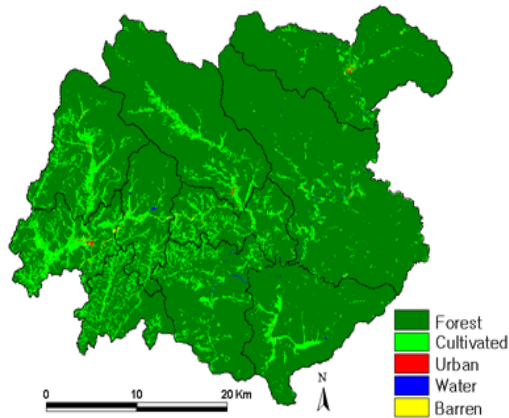 Forest
Cultivated
Urban
Water
Barren
0 10 20 Km
N